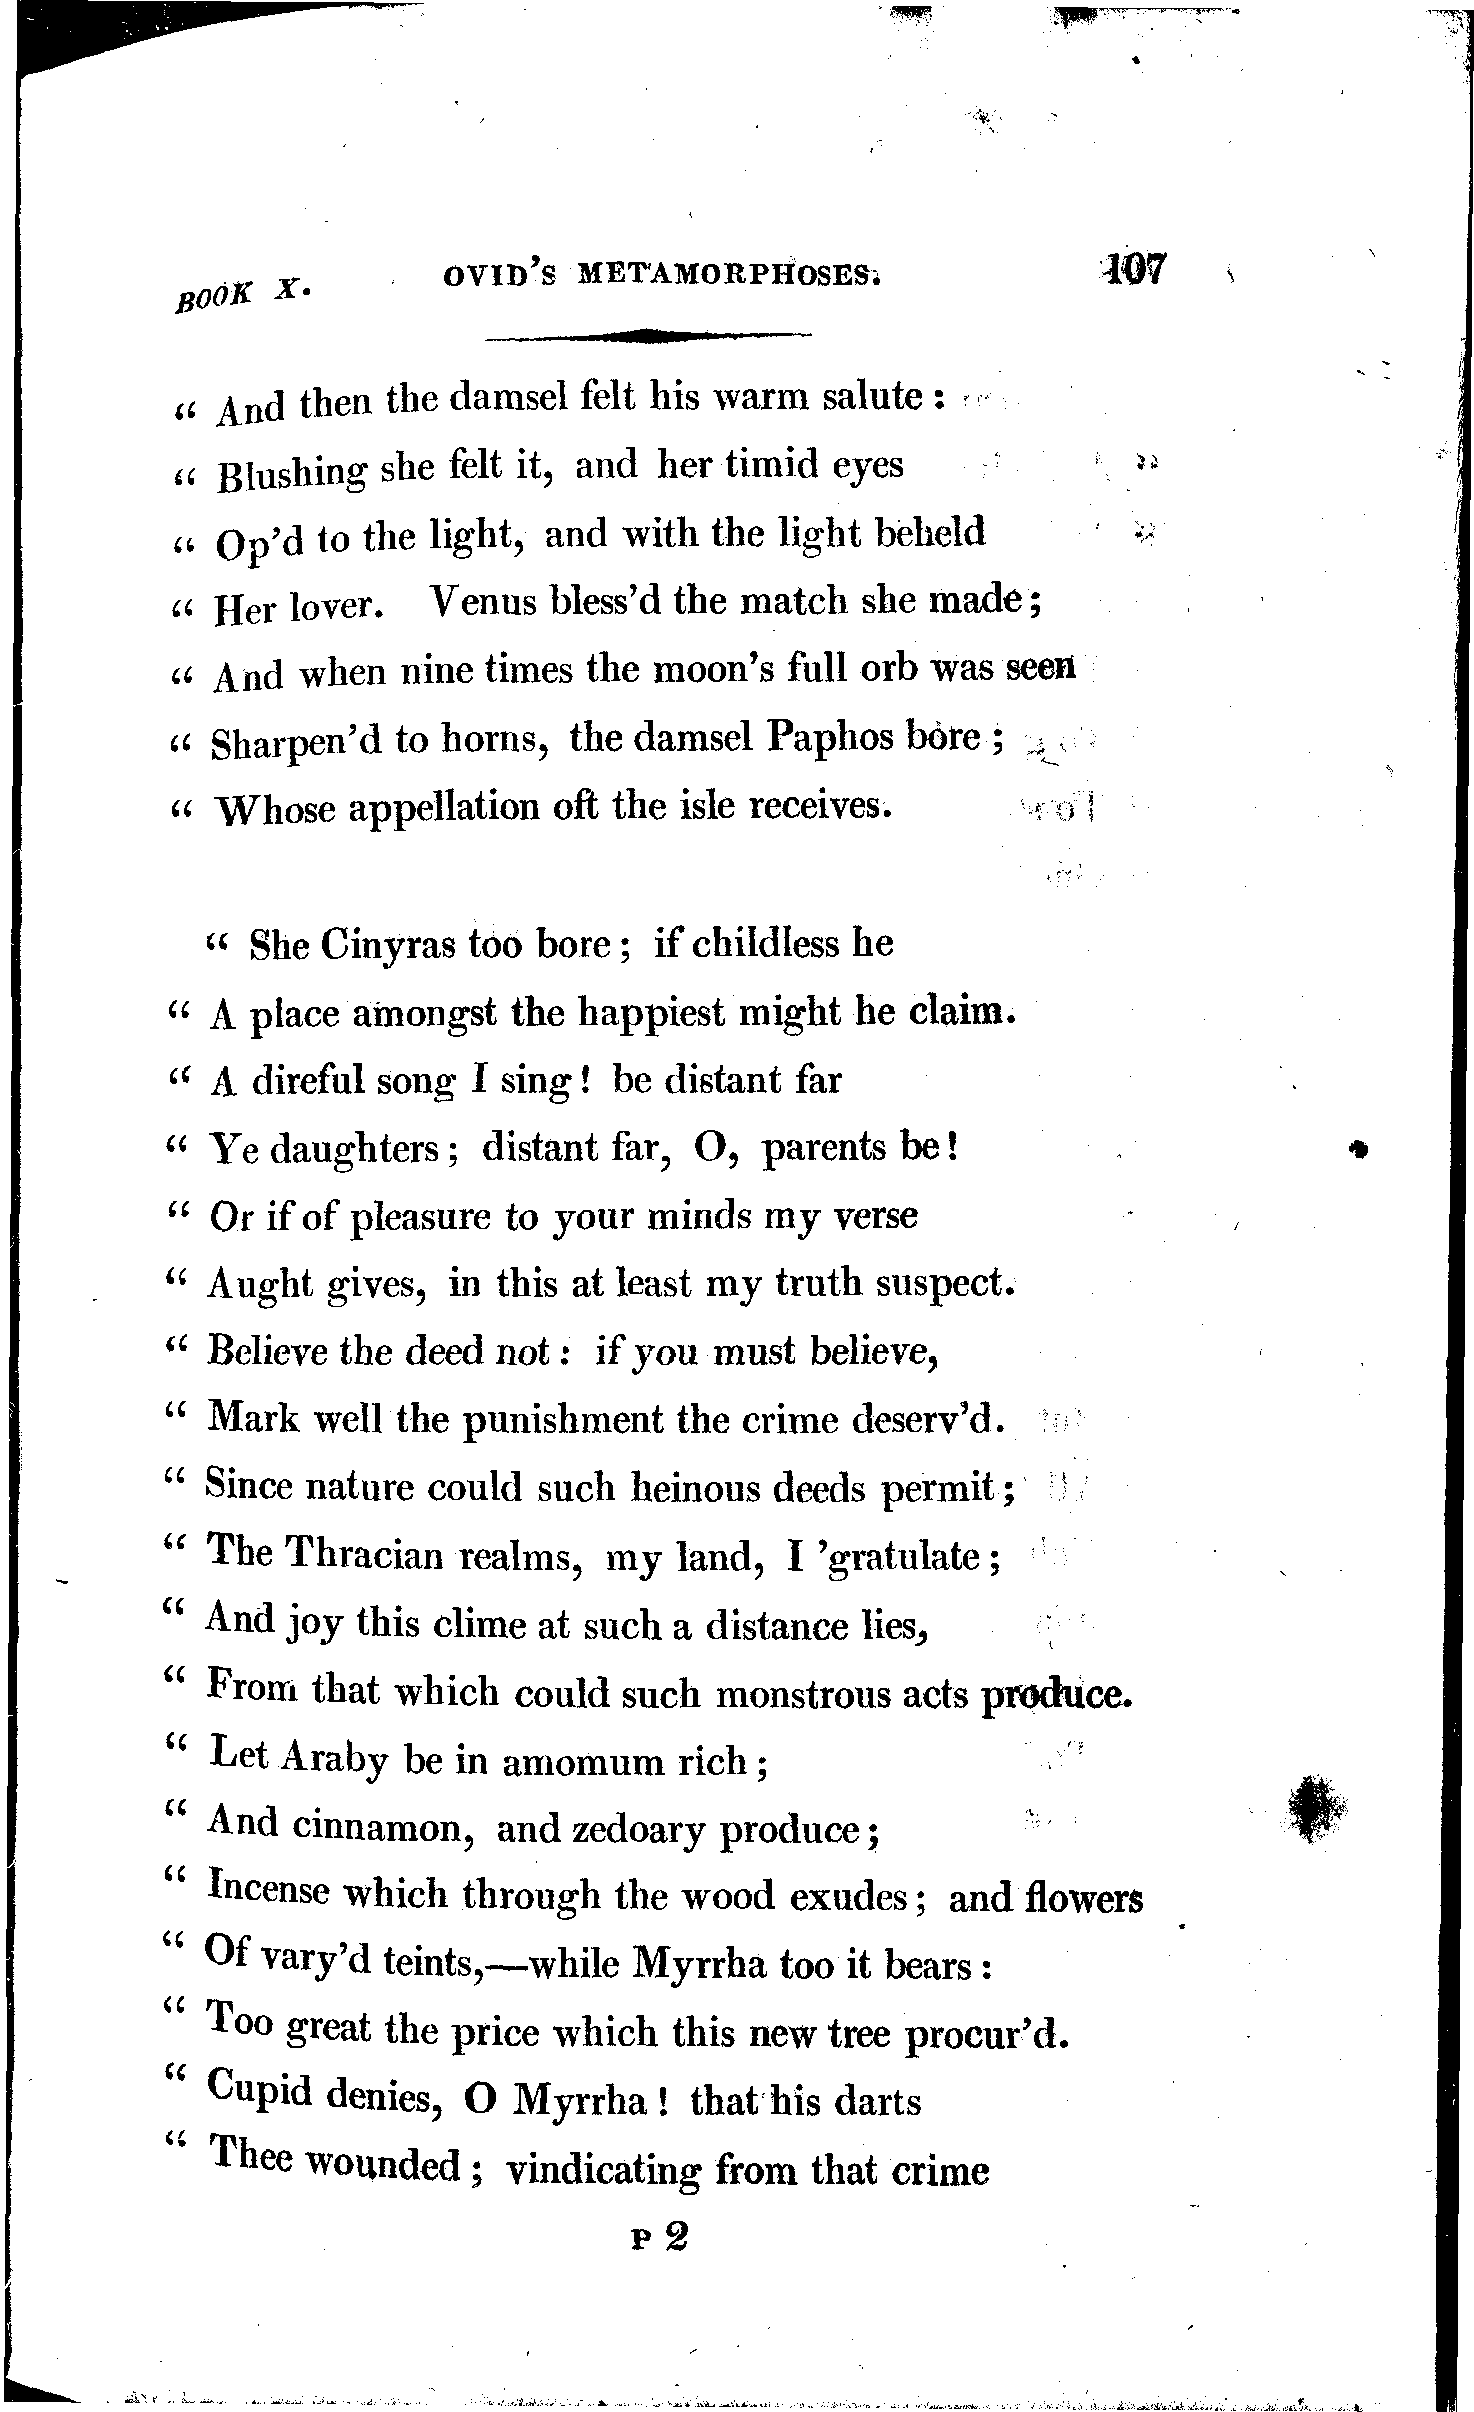 BOOK X. OVID'S METAMORPHOSES. 107
“ And then the damsel felt his warm salute :
“ Blushing she felt it, and her timid eyes
“ Op'd to the light, and with the light beheld
“ Her lover. Venus bless'd the match she made;
“ And when nine times the moon's full orb was seen
“ Sharpen'd to horns, the damsel Paphos bore ;
“ Whose appellation oft the isle receives.
“ She Cinyras too bore ; if childless he
“ A place amongst the happiest might he claim.
“ A direful song I sing ! be distant far
“ Ye daughters ; distant far, O, parents be !
“ Or if of pleasure to your minds my verse
“ Aught gives, in this at least my truth suspect.
“ Believe the deed not : if you must believe,
“ Mark well the punishment the crime deserv'd.
“ Since nature could such heinous deeds permit ;
“ The Thracian realms, my land, I 'gratulate ;
“ And joy this clime at such a distance lies,
“ From that which could such monstrous acts produce.
“ Let Araby be in amomum rich ;
“ And cinnamon, and zedoary produce ;
“ Incense which through the wood exudes ; and flowers
“ Of vary'd teints,—while Myrrha too it bears :
“ Too great the price which this new tree procur'd.
“ Cupid denies, O Myrrha ! that his darts
“ Thee wounded ; vindicating from that crime
P 2